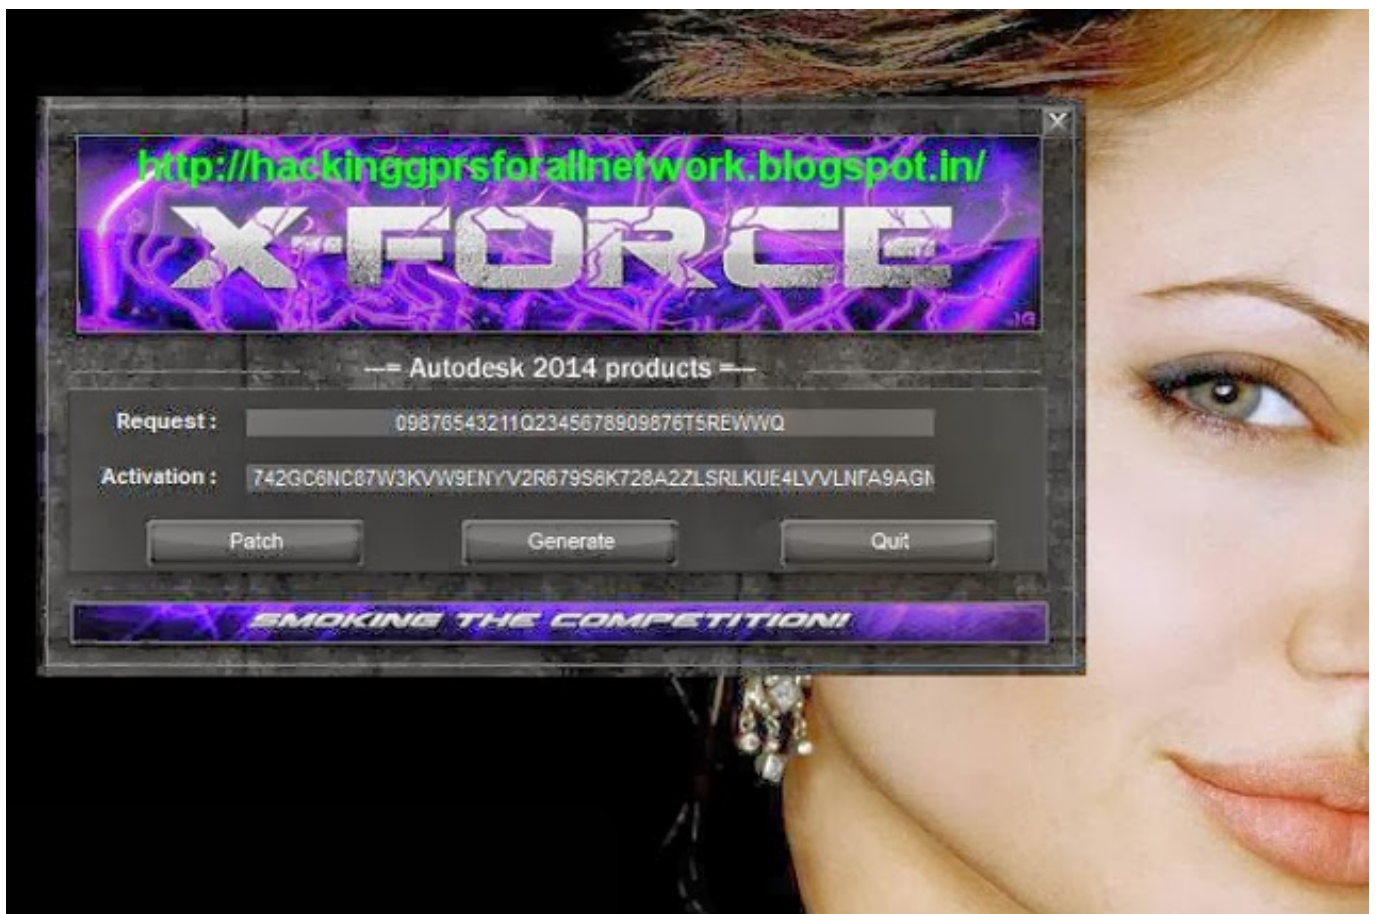 http://hackinggprsforallnetwork.blogspot.in/
X-FORCE
---= Autodesk 2014 products =---
Request : 09876543211Q2345678909876T5REWWQ
Activation :
Patch Generate Quit
SMOKING THE COMPETITION!